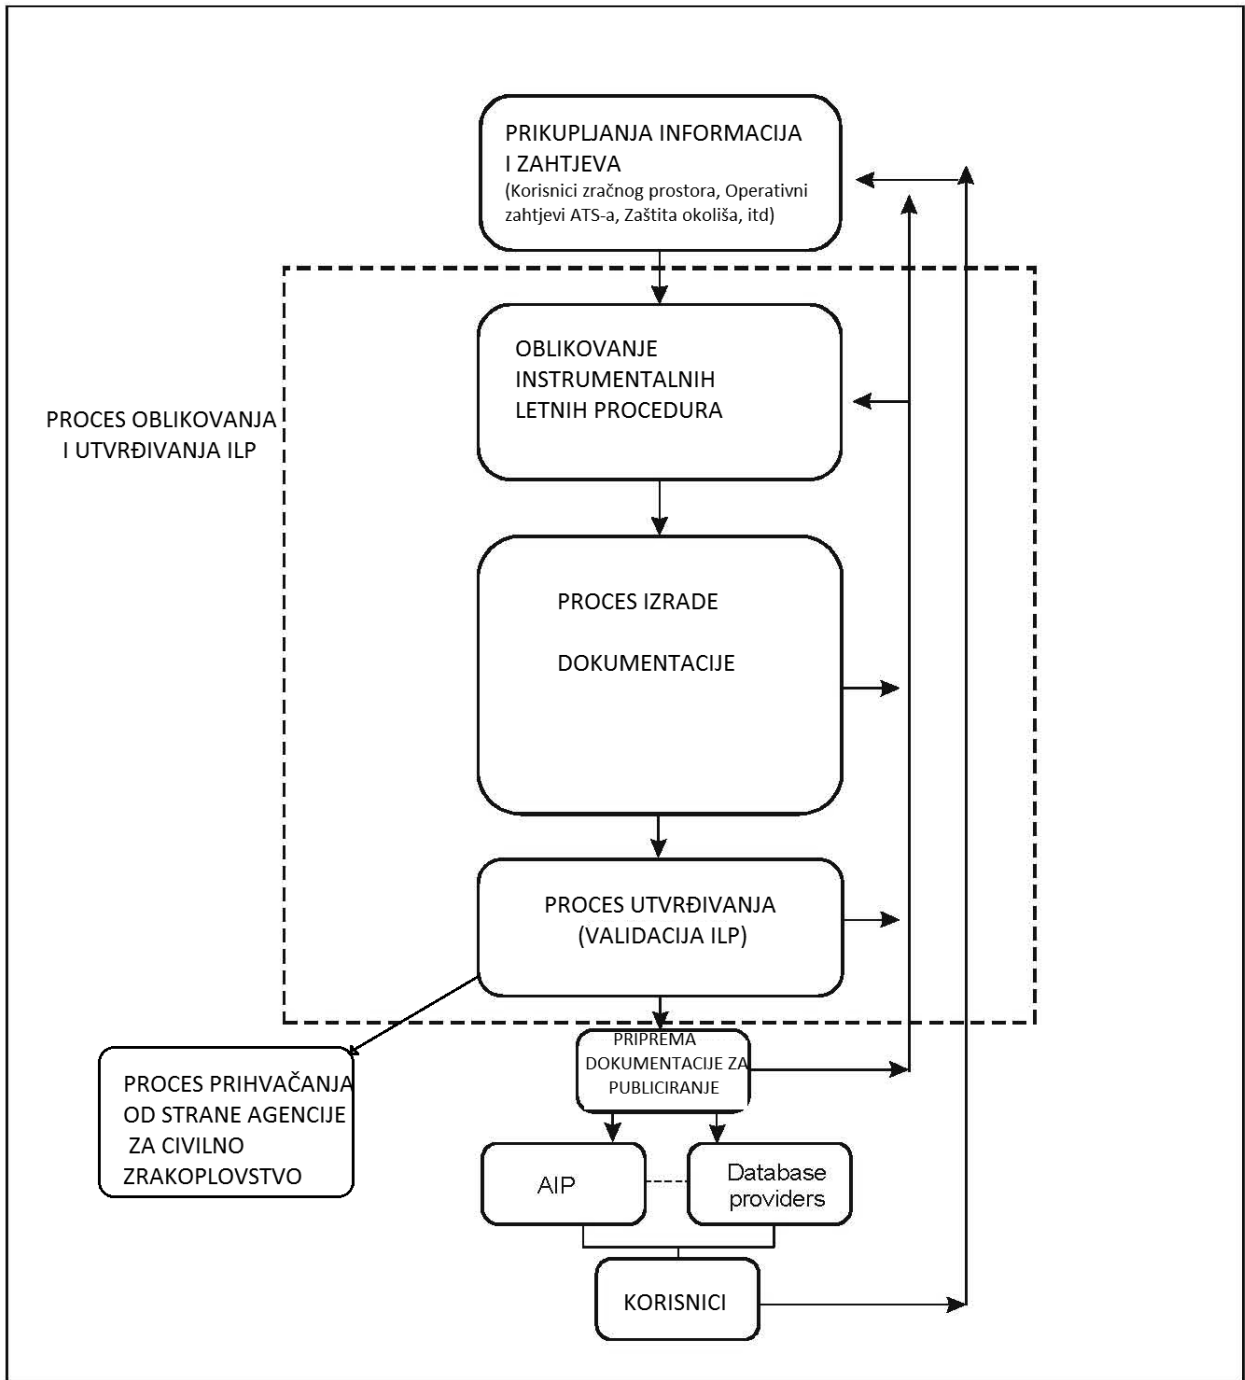 PRIKUPLJANJA INFORMACIJA
I ZAHTJEVA
(Korisnici zračnog prostora, Operativni
zahtjevi ATS-a, Zaštita okoliša, itd)
OBLIKOVANJE
INSTRUMENTALNIH
LETNIH PROCEDURA
PROCES OBLIKOVANJA
I UTVRĐIVANJA ILP
PROCES IZRADE
DOKUMENTACIJE
PROCES UTVRĐIVANJA
(VALIDACIJA ILP)
PRIPREMA
DOKUMENTACIJE ZA
PUBLICIRANJE
PROCES PRIHVAČANJA
OD STRANE AGENCIJE
ZA CIVILNO
ZRAKOPLOVSTVO
AIP
Database
providers
KORISNICI